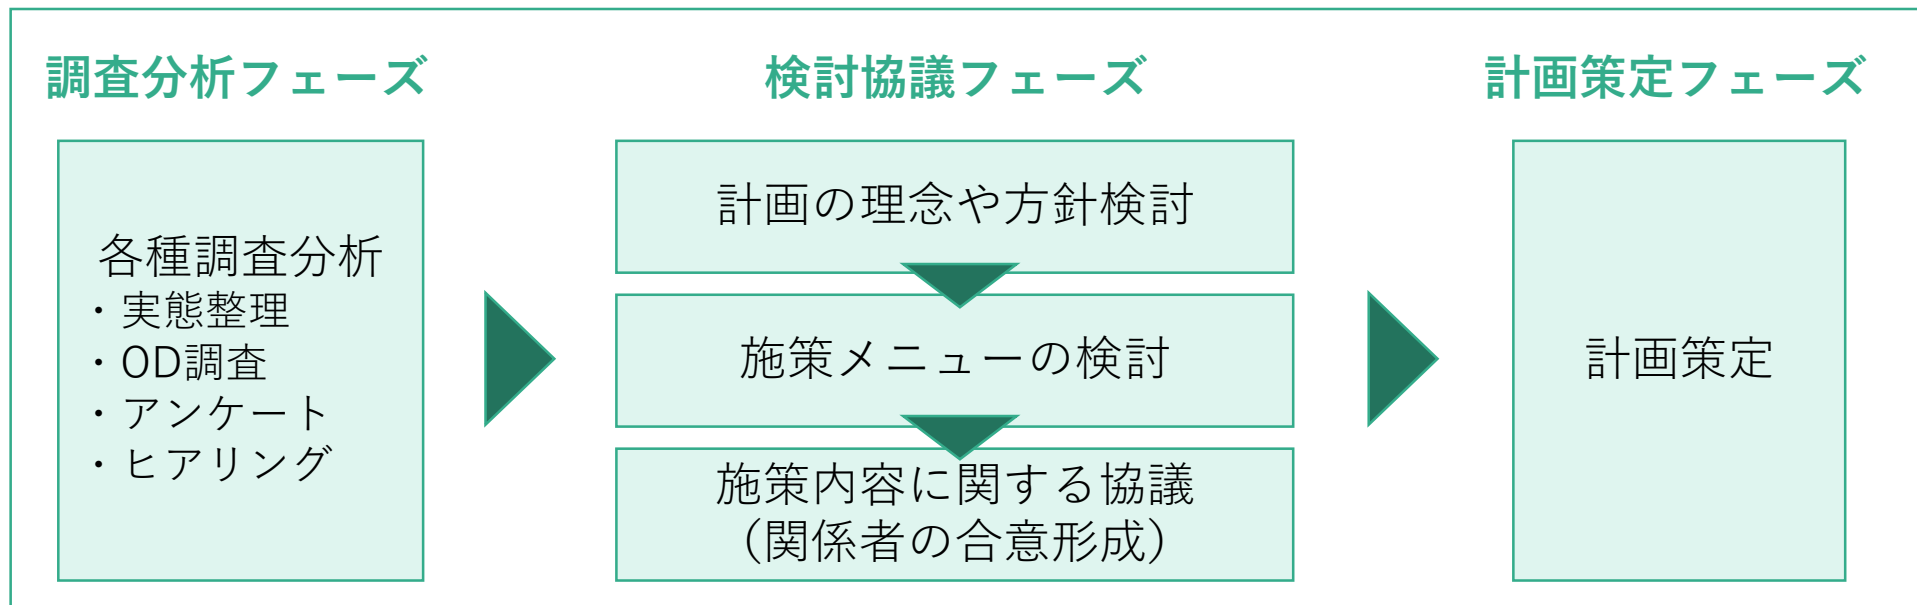 調査分析フェーズ
検討協議フェーズ
計画策定フェーズ
各種調査分析
・実態整理
・OD調査
・アンケート
・ヒアリング
計画の理念や方針検討
施策メニューの検討
施策内容に関する協議
（関係者の合意形成）
計画策定